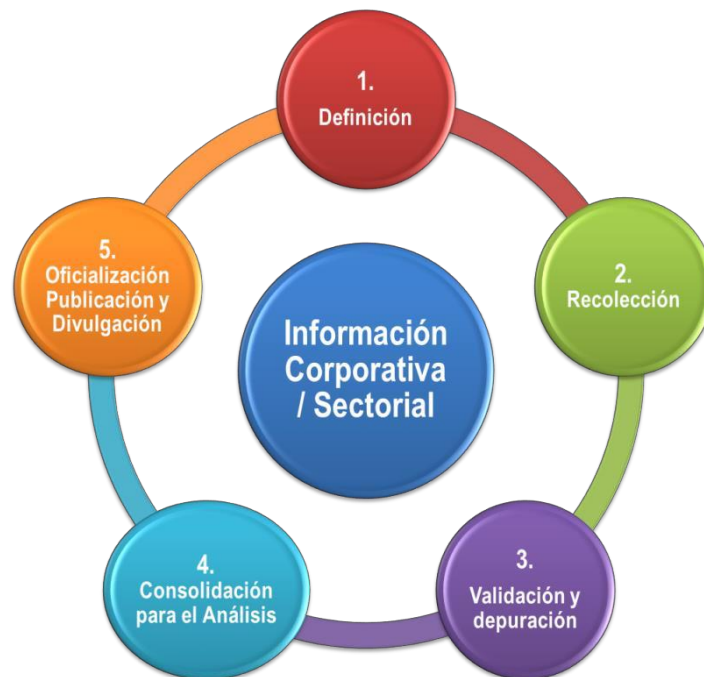 1.
Definición
2.
Recolección
3.
Validación y
depuración
4.
Consolidación
para el Análisis
5.
Oficialización
Publicación y
Divulgación
Información
Corporativa
/ Sectorial